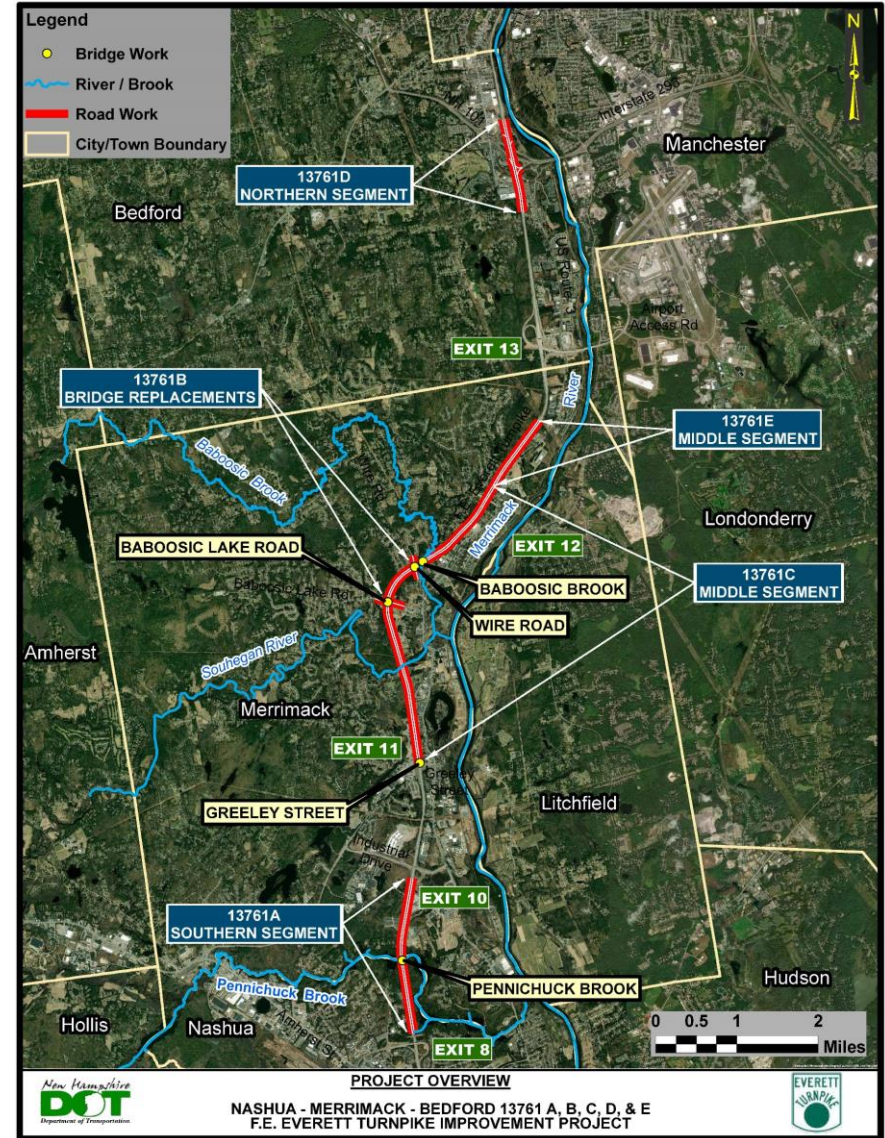 Legend
Bridge Work
River / Brook
Road Work
City/Town Boundary
N
Interstate 293
Manchester
13761D
NORTHERN SEGMENT
Bedford
US Route 3
Airport
Access Rd
EXIT 13
13761B
BRIDGE REPLACEMENTS
River
13761E
MIDDLE SEGMENT
Baboosic
Brook
Wire Rd
Merrimack
Londonderry
EXIT 12
BABOOSIC LAKE ROAD
13761C
MIDDLE SEGMENT
BABOOSIC BROOK
Baboosic Lake Rd
WIRE ROAD
Souhegan River
Amherst
Merrimack
EXIT 11
Greeley
Street
GREELEY STREET
Litchfield
Industrial
Drive
EXIT 10
13761A
SOUTHERN SEGMENT
PENNICHUCK BROOK
Pennichuck Brook
Hudson
Hollis
Nashua
Amherst St
EXIT 8
0 0.5 1 2
Miles
New Hampshire
DOT
Department of Transportation
PROJECT OVERVIEW
NASHUA - MERRIMACK - BEDFORD 13761 A, B, C, D, & E
F.E. EVERETT TURNPIKE IMPROVEMENT PROJECT
EVERETT
TURNPIKE